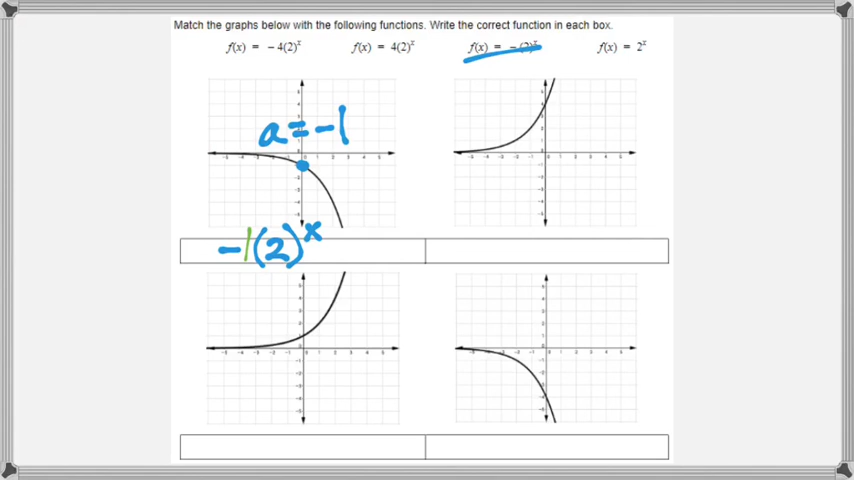 Match the graphs below with the following functions. Write the correct function in each box.
f(x) = − 4(2)ˣ f(x) = 4(2)ˣ f(x) = − (2)ˣ f(x) = 2ˣ
a = -1
-1(2)ˣ